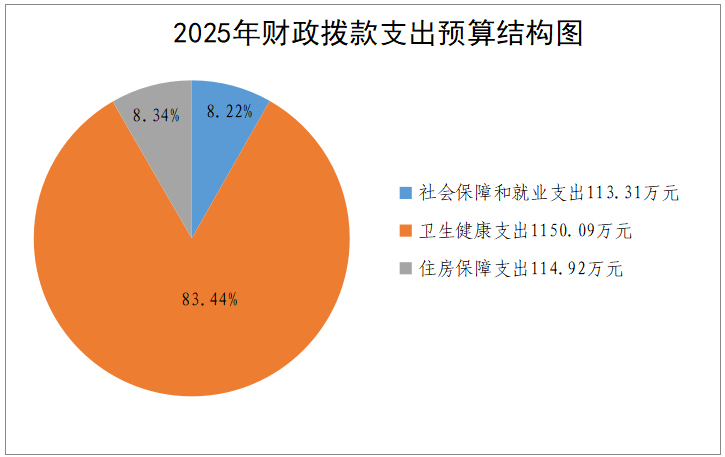 2025年财政拨款支出预算结构图
8.34%
8.22%
社会保障和就业支出113.31万元
卫生健康支出1150.09万元
住房保障支出114.92万元
83.44%